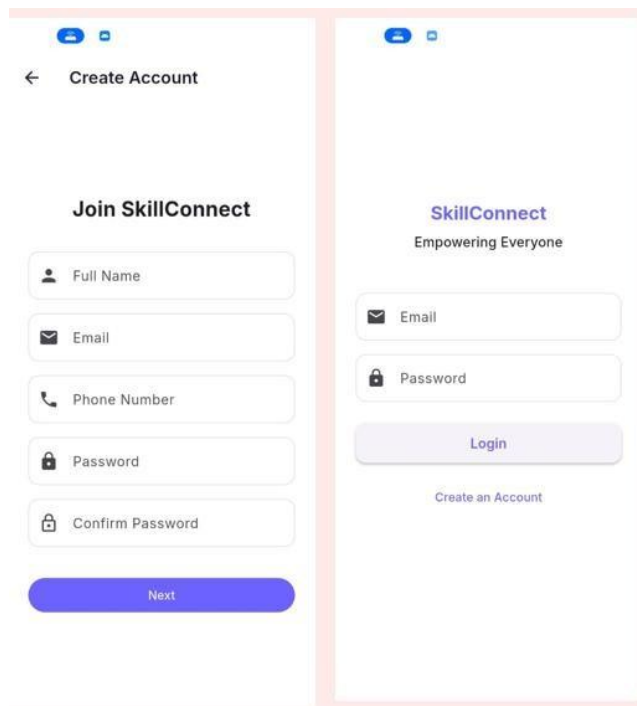 Create Account
Join SkillConnect
Full Name
Email
Phone Number
Password
Confirm Password
Next
SkillConnect
Empowering Everyone
Email
Password
Login
Create an Account